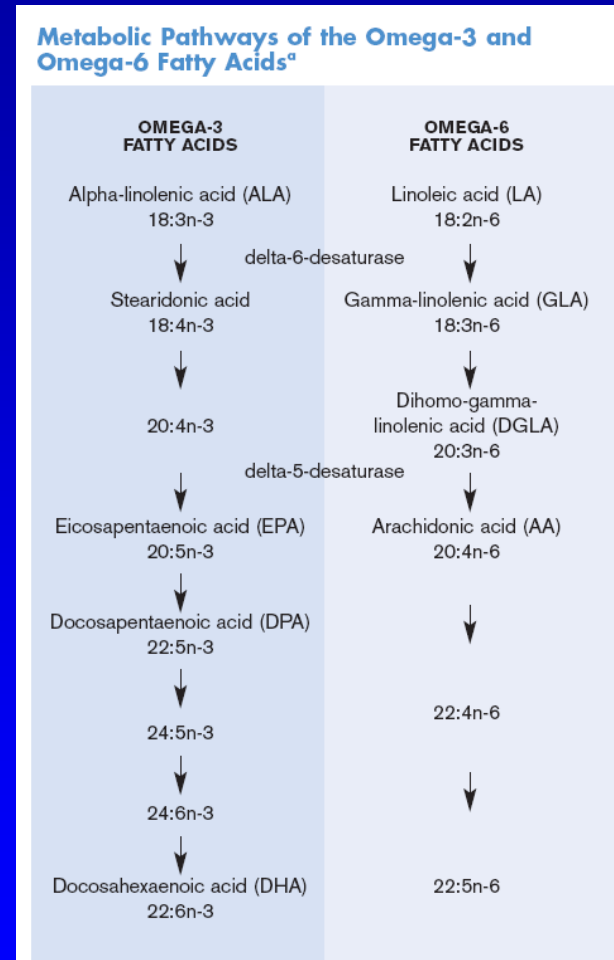 Metabolic Pathways of the Omega-3 and
Omega-6 Fatty Acidsª
OMEGA-3
FATTY ACIDS
OMEGA-6
FATTY ACIDS
Alpha-linolenic acid (ALA)
18:3n-3
Linoleic acid (LA)
18:2n-6
delta-6-desaturase
Stearidonic acid
18:4n-3
Gamma-linolenic acid (GLA)
18:3n-6
20:4n-3
Dihomo-gamma-
linolenic acid (DGLA)
20:3n-6
delta-5-desaturase
Eicosapentaenoic acid (EPA)
20:5n-3
Arachidonic acid (AA)
20:4n-6
Docosapentaenoic acid (DPA)
22:5n-3
22:4n-6
24:5n-3
24:6n-3
Docosahexaenoic acid (DHA)
22:6n-3
22:5n-6